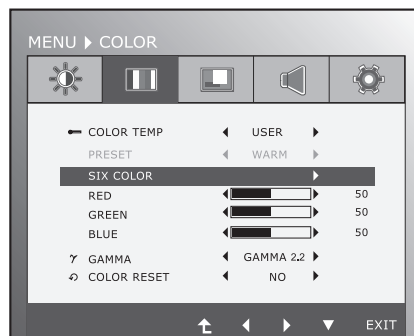 MENU ▶ COLOR
COLOR TEMP ◀ USER ▶
PRESET ◀ WARM ▶
SIX COLOR ▶
RED ◀ ▶ 50
GREEN ◀ ▶ 50
BLUE ◀ ▶ 50
γ GAMMA ◀ GAMMA 2.2 ▶
COLOR RESET ◀ NO ▶
EXIT